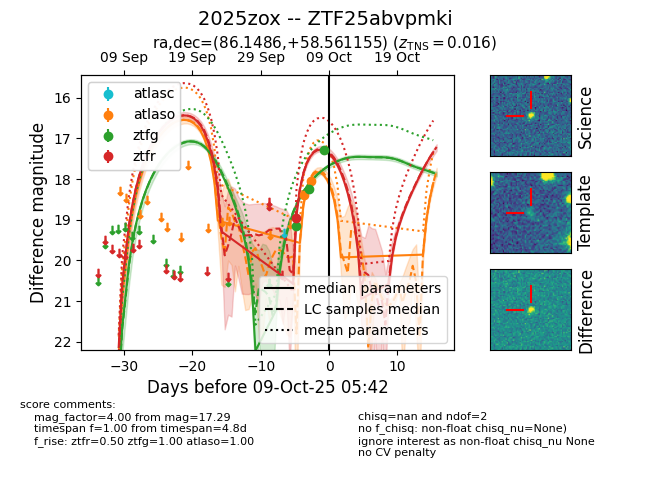 2025zox -- ZTF25abvpmki
ra,dec=(86.1486,+58.561155) (z_TNS = 0.016)
09 Sep 19 Sep 29 Sep 09 Oct 19 Oct
16
17
18
19
20
21
22
Difference magnitude
atlasc
atlaso
ztfg
ztfr
median parameters
LC samples median
mean parameters
−30 −20 −10 0 10
Days before 09-Oct-25 05:42
Science
Template
Difference
score comments:
mag_factor=4.00 from mag=17.29
timespan f=1.00 from timespan=4.8d
f_rise: ztfr=0.50 ztfg=1.00 atlaso=1.00
chisq=nan and ndof=2
no f_chisq: non-float chisq_nu=None)
ignore interest as non-float chisq_nu None
no CV penalty